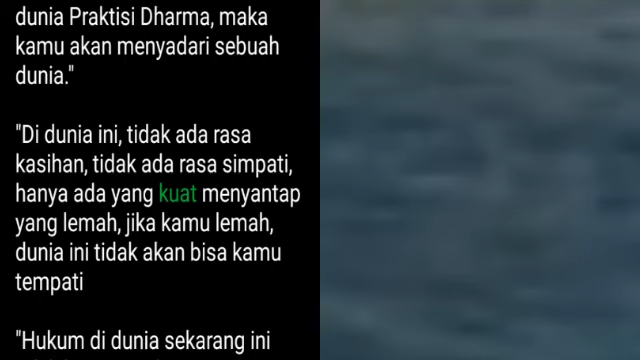 dunia Praktisi Dharma, maka
kamu akan menyadari sebuah
dunia."
"Di dunia ini, tidak ada rasa
kasihan, tidak ada rasa simpati,
hanya ada yang kuat menyantap
yang lemah, jika kamu lemah,
dunia ini tidak akan bisa kamu
tempati
"Hukum di dunia sekarang ini